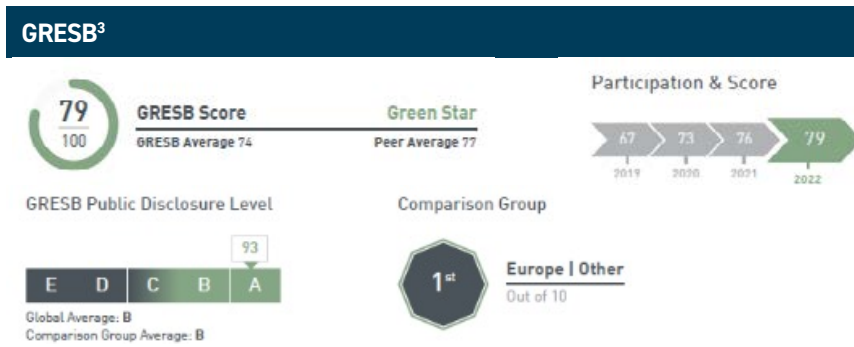 GRESB³
79
100
GRESB Score
Green Star
GRESB Average 74
Peer Average 77
Participation & Score
67
73
76
79
2019
2020
2021
2022
GRESB Public Disclosure Level
93
E D C B A
Global Average: B
Comparison Group Average: B
Comparison Group
1st
Europe | Other
Out of 10